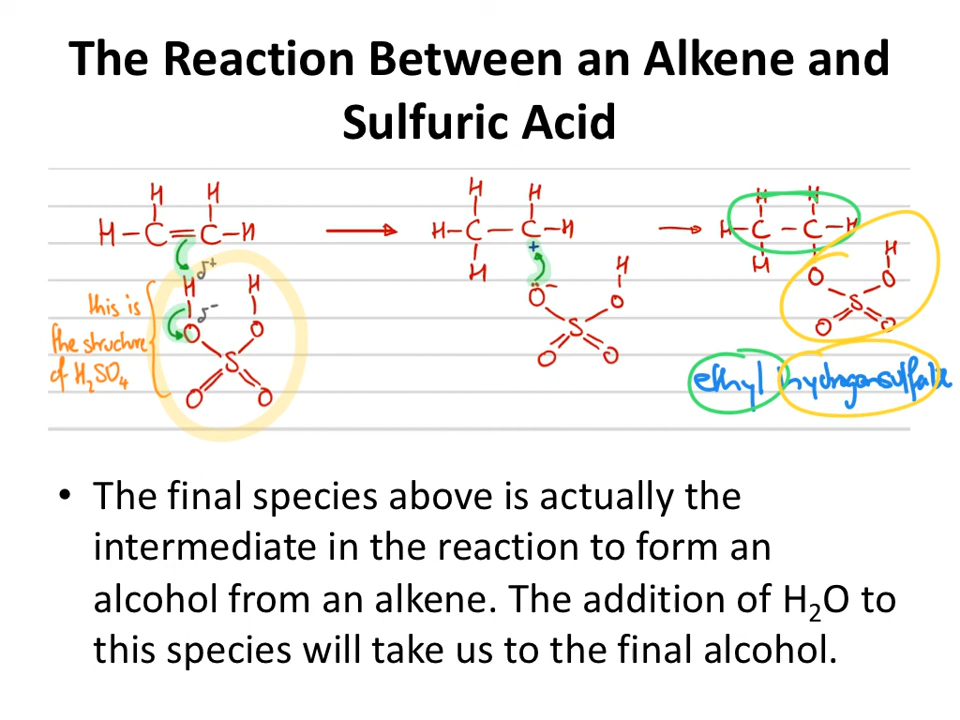 The Reaction Between an Alkene and
Sulfuric Acid
H H
H–C=C–H
H δ+ H
δ-
O O
S
O O
this is
the structure
of H₂SO₄
H H
H–C–C–H
H +
H
O⁻ O
S
O O
H H
H–C–C–H
H H
O O
S
O O
ethyl hydrogensulfate
• The final species above is actually the
intermediate in the reaction to form an
alcohol from an alkene. The addition of H₂O to
this species will take us to the final alcohol.